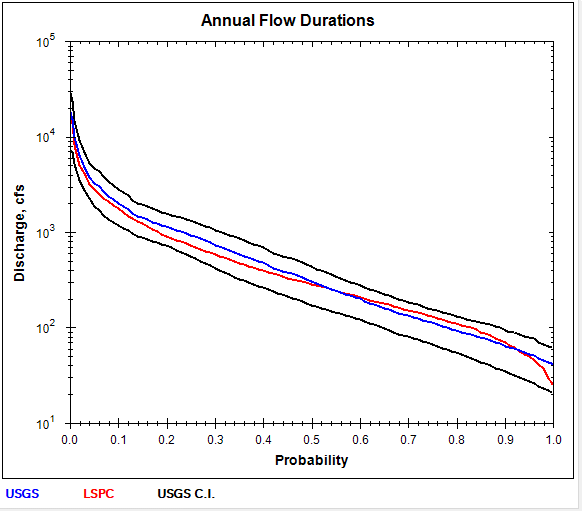 Annual Flow Durations
10^5
10^4
10^3
10^2
10^1
Discharge, cfs
0.0 0.1 0.2 0.3 0.4 0.5 0.6 0.7 0.8 0.9 1.0
Probability
USGS LSPC USGS C.I.